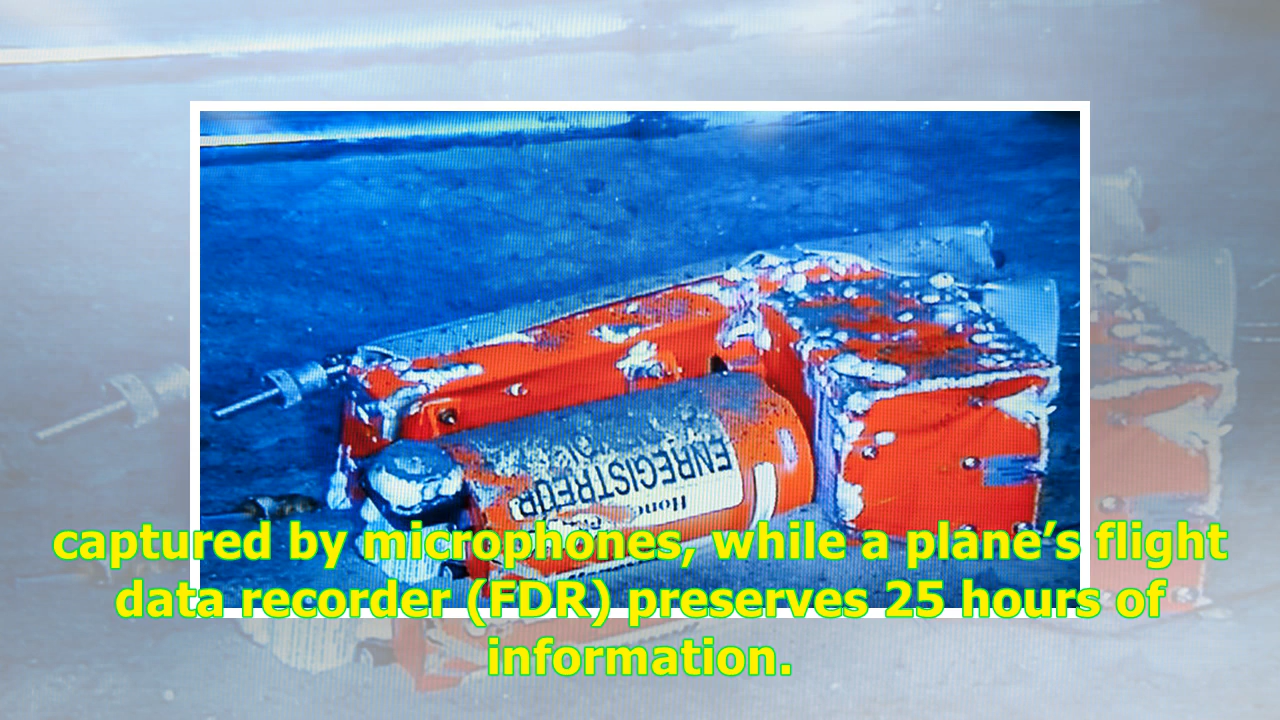 ENREGISTREUR
captured by microphones, while a plane’s flight
data recorder (FDR) preserves 25 hours of
information.